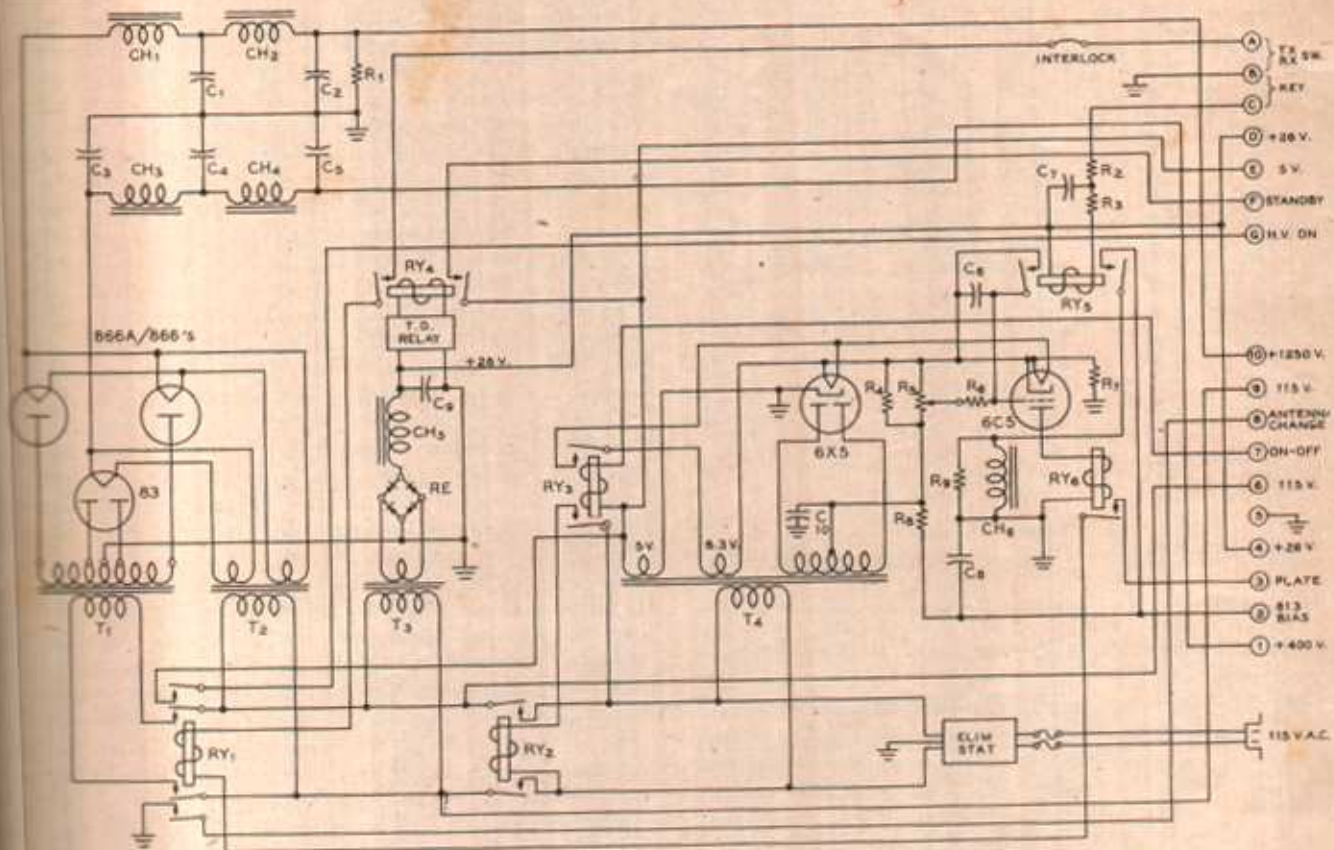 CH1
CH2
C1
C2
R1
C3
CH3
C4
CH4
C5
INTERLOCK
A
TX
RX SW.
B
KEY
C
D +28 V.
E 5 V.
F STANDBY
G H.V. ON
C7
R2
R3
RY4
T.D.
RELAY
+28 V.
C9
CH5
RE
C6
RY5
866A/866's
83
RY3
R4
R5
R6
R7
6X5
6C5
R8
R9
CH6
RY6
C10
C8
5 V.
6.3 V.
10 +1250 V.
9 115 V.
8 ANTENNA
CHANGE
7 ON-OFF
6 115 V.
5
4 +28 V
3 PLATE
2 813
BIAS
1 +400 V.
T1
T2
T3
T4
RY1
RY2
ELIM
STAT
115 V.A.C.